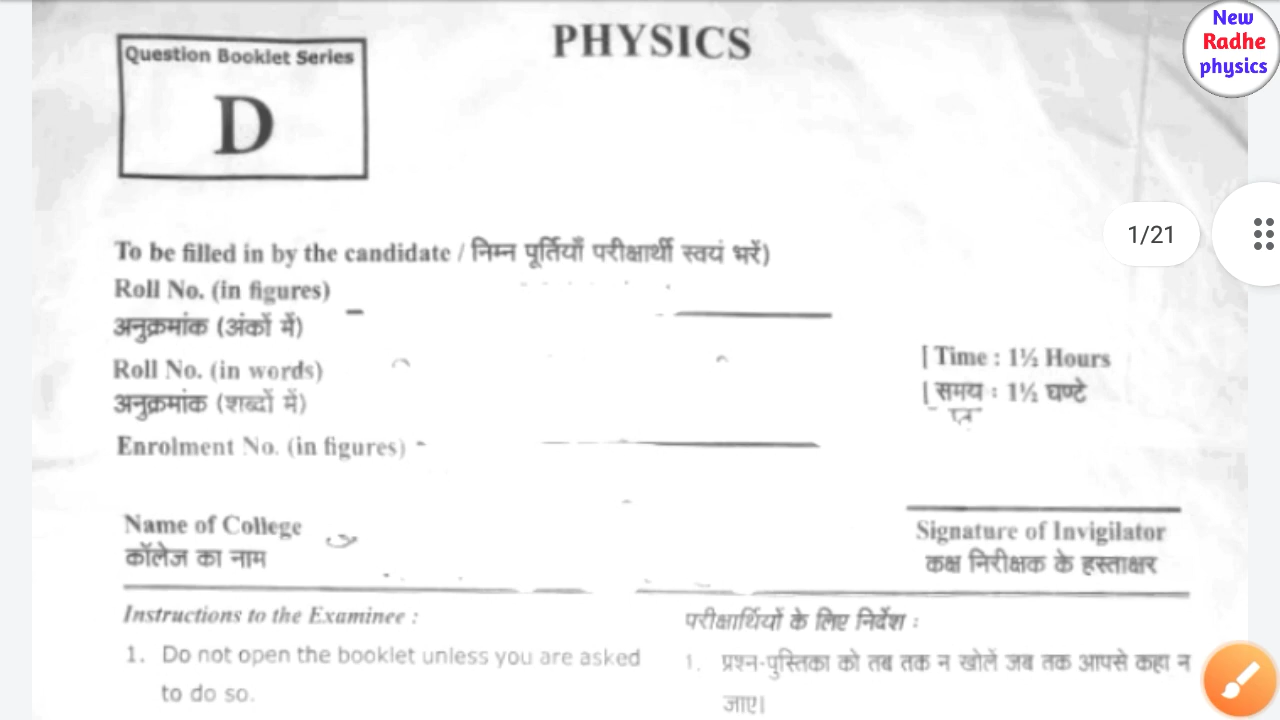 PHYSICS
New
Radhe
physics
Question Booklet Series
D
1/21
To be filled in by the candidate / निम्न पूर्तियाँ परीक्षार्थी स्वयं भरें)
Roll No. (in figures)
अनुक्रमांक (अंकों में)
Roll No. (in words)
अनुक्रमांक (शब्दों में)
Enrolment No. (in figures)
[ Time : 1½ Hours
[ समय : 1½ घण्टे
Name of College
कॉलेज का नाम
Signature of Invigilator
कक्ष निरीक्षक के हस्ताक्षर
Instructions to the Examinee :
1. Do not open the booklet unless you are asked
to do so.
परीक्षार्थियों के लिए निर्देश :
1. प्रश्न-पुस्तिका को तब तक न खोलें जब तक आपसे कहा न
जाए।